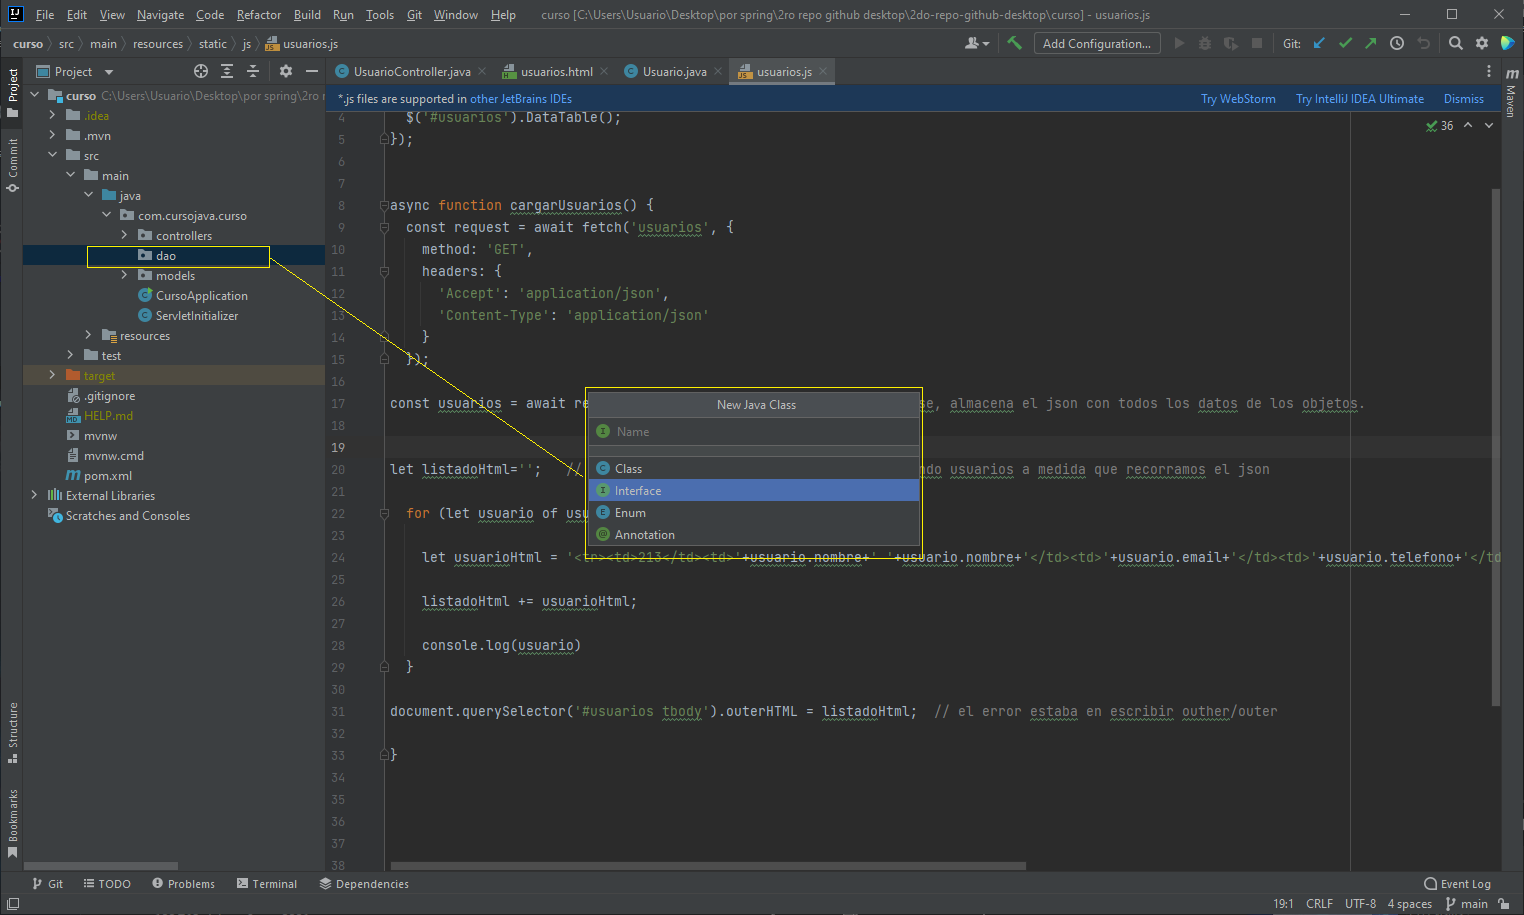 File Edit View Navigate Code Refactor Build Run Tools Git Window Help curso [C:\Users\Usuario\Desktop\por spring\2ro repo github desktop\2do-repo-github-desktop\curso] - usuarios.js
curso src main resources static js usuarios.js Add Configuration... Git:
Project UsuarioController.java usuarios.html Usuario.java usuarios.js
*.js files are supported in other JetBrains IDEs Try WebStorm Try IntelliJ IDEA Ultimate Dismiss
Project
Commit
Structure
Bookmarks
Maven
curso C:\Users\Usuario\Desktop\por spring\2ro r
.idea
.mvn
src
main
java
com.cursojava.curso
controllers
dao
models
CursoApplication
ServletInitializer
resources
test
target
.gitignore
HELP.md
mvnw
mvnw.cmd
pom.xml
External Libraries
Scratches and Consoles
36
4 $('#usuarios').DataTable();
5 });
6
7
8 async function cargarUsuarios() {
9 const request = await fetch('usuarios', {
10 method: 'GET',
11 headers: {
12 'Accept': 'application/json',
13 'Content-Type': 'application/json'
14 }
15 });
16
17 const usuarios = await re se, almacena el json con todos los datos de los objetos.
18
19
20 let listadoHtml=''; // ndo usuarios a medida que recorramos el json
21
22 for (let usuario of usu
23
24 let usuarioHtml = '<tr><td>213</td><td>'+usuario.nombre+' '+usuario.nombre+'</td><td>'+usuario.email+'</td><td>'+usuario.telefono+'</td
25
26 listadoHtml += usuarioHtml;
27
28 console.log(usuario)
29 }
30
31 document.querySelector('#usuarios tbody').outerHTML = listadoHtml; // el error estaba en escribir outher/outer
32
33 }
34
35
36
37
38
New Java Class
Name
Class
Interface
Enum
Annotation
Git TODO Problems Terminal Dependencies Event Log
19:1 CRLF UTF-8 4 spaces main